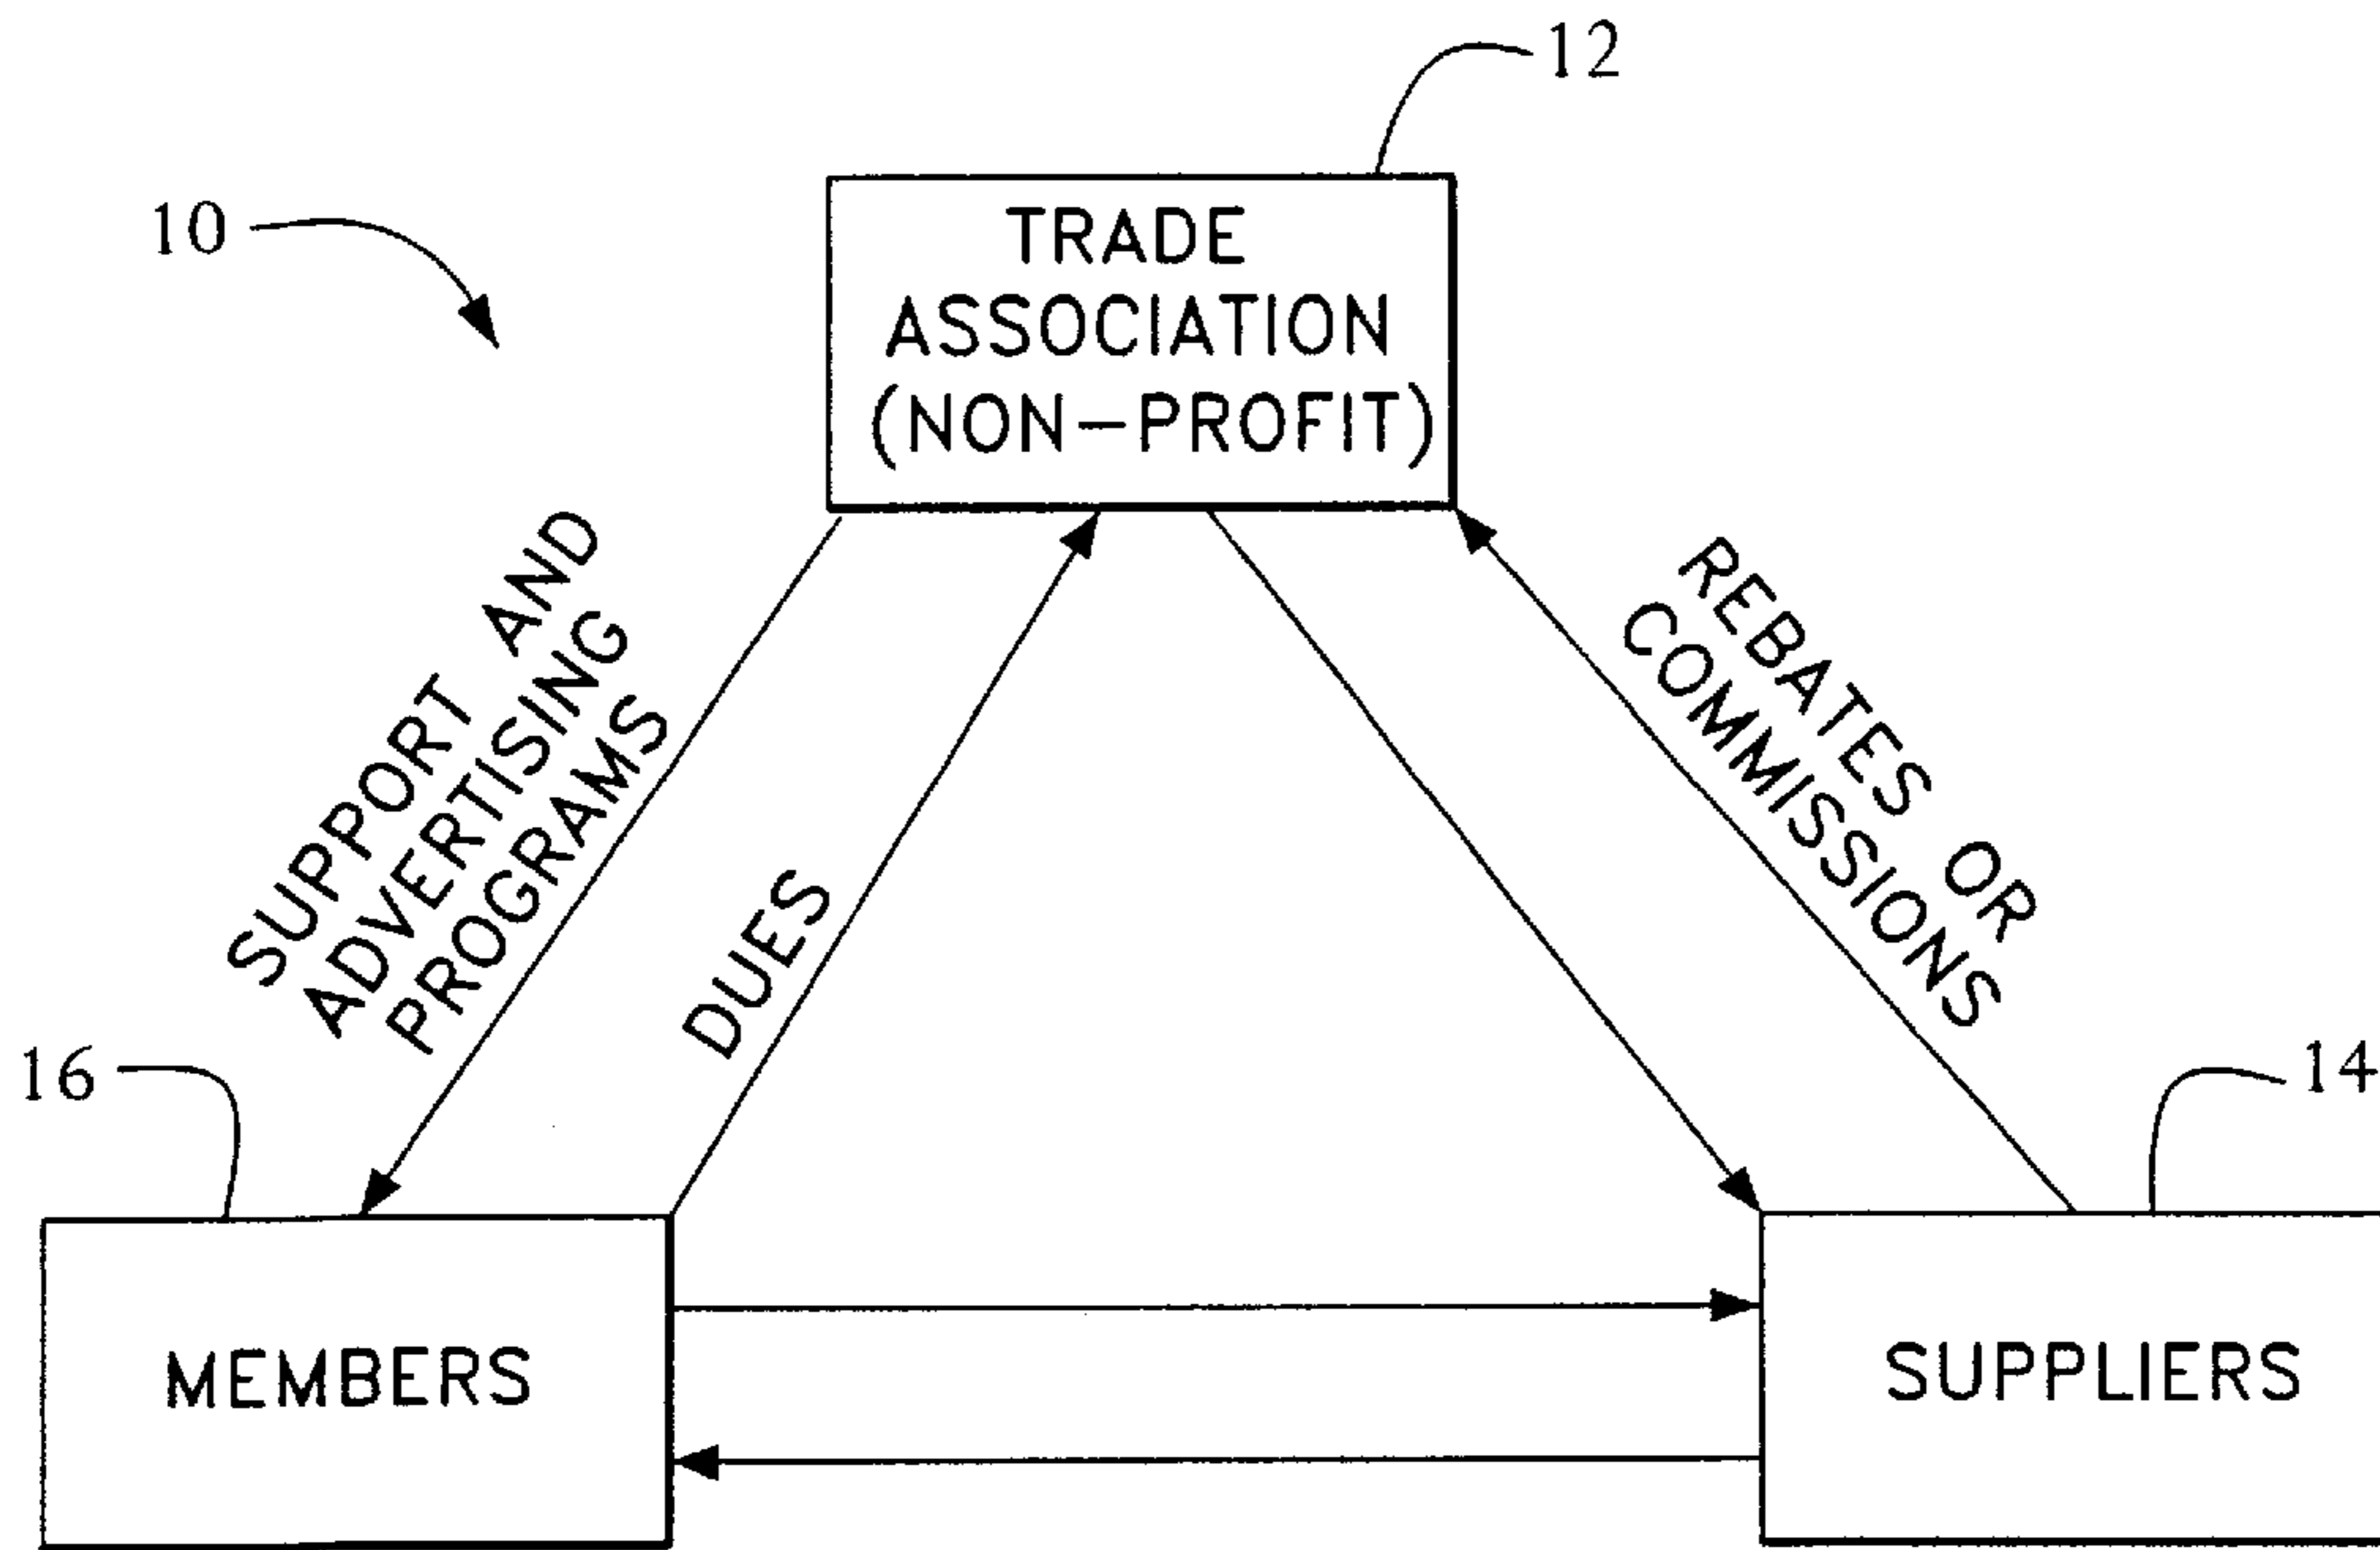 12
10
TRADE
ASSOCIATION
(NON-PROFIT)
SUPPORT AND
ADVERTISING
PROGRAMS
DUES
REBATES OR
COMMISSIONS
16
14
MEMBERS
SUPPLIERS